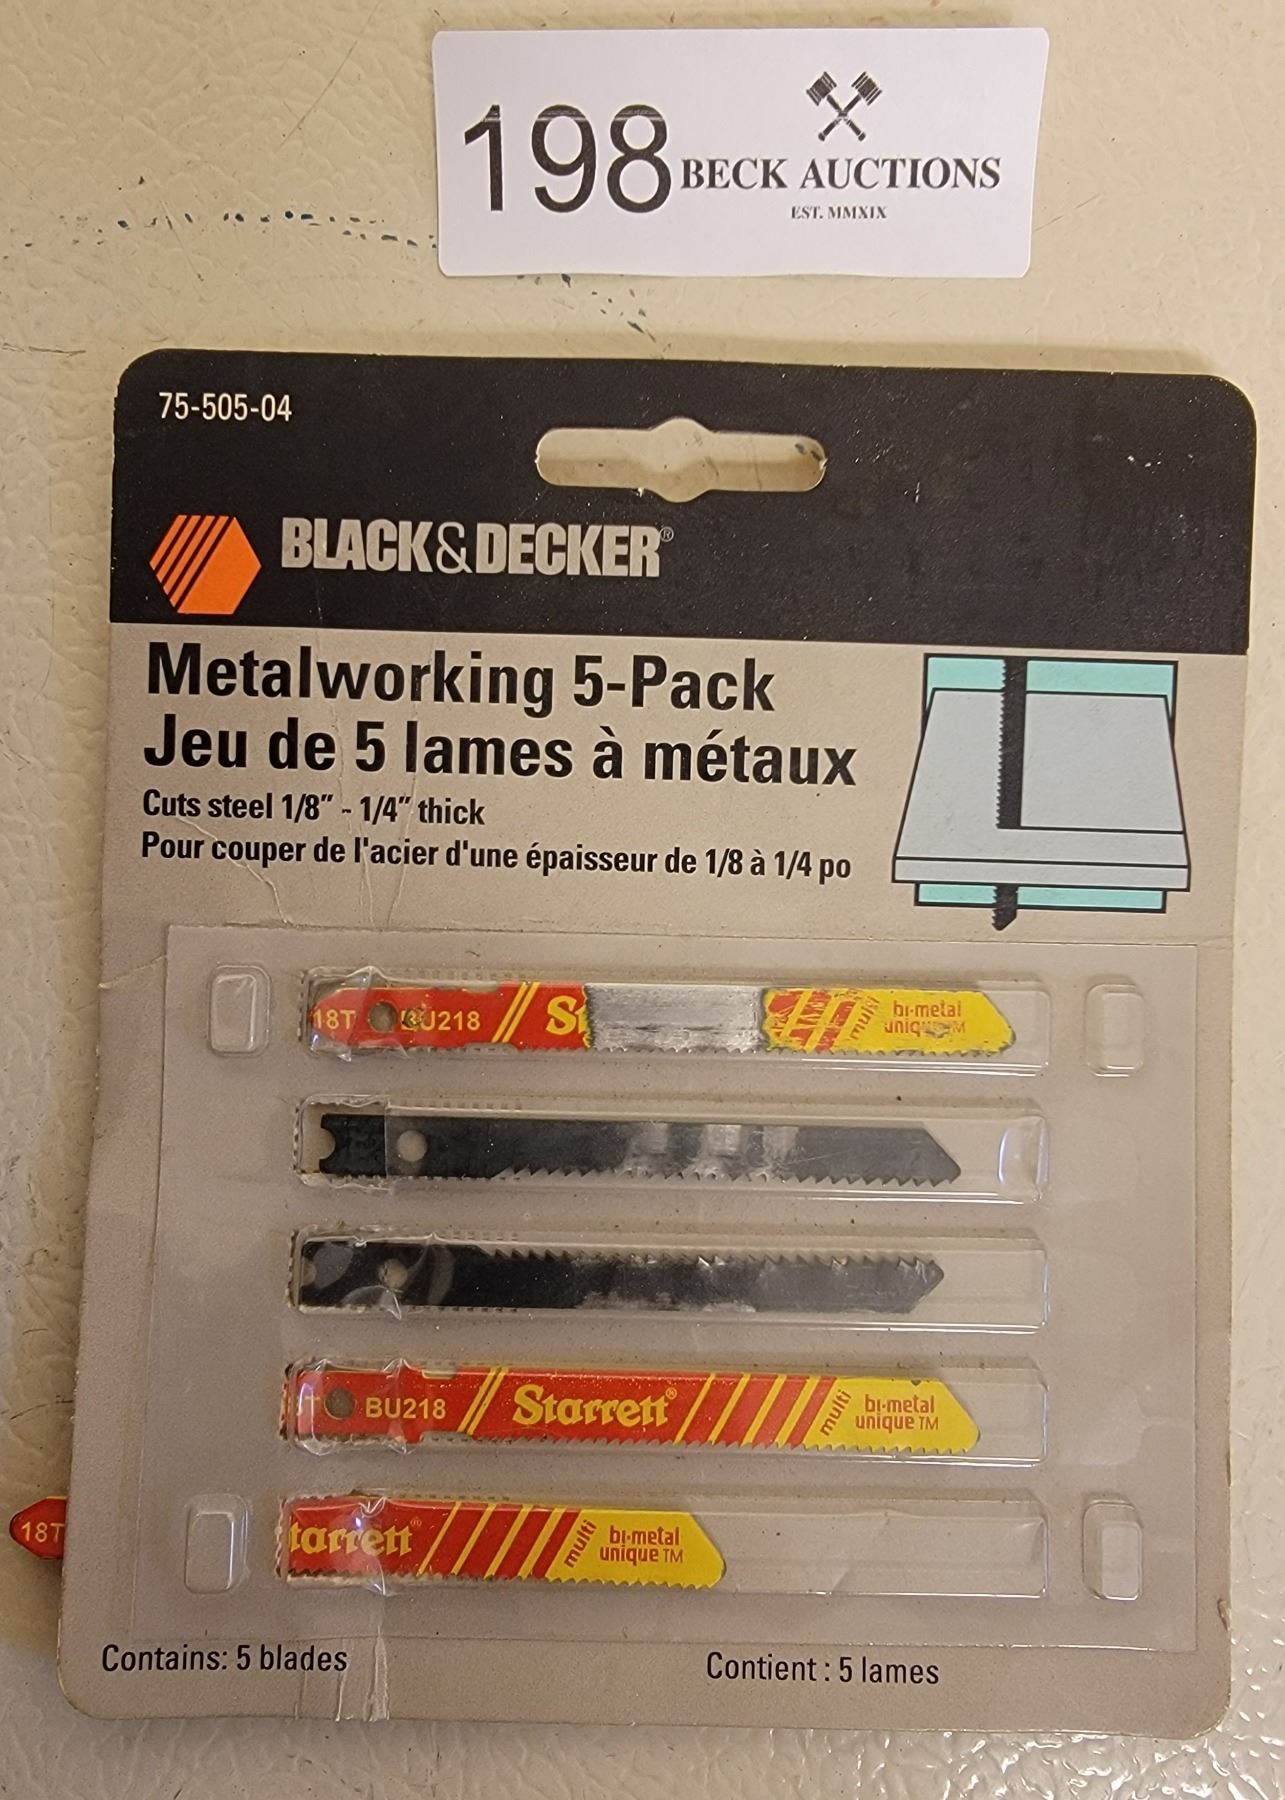 198
BECK AUCTIONS
EST. MMXIX
75-505-04
BLACK&DECKER®
Metalworking 5-Pack
Jeu de 5 lames à métaux
Cuts steel 1/8” - 1/4” thick
Pour couper de l'acier d'une épaisseur de 1/8 à 1/4 po
18T BU218 St multi bi-metal
unique TM
T BU218 Starrett® multi bi-metal
unique TM
18T tarrett® multi bi-metal
unique TM
Contains: 5 blades
Contient : 5 lames